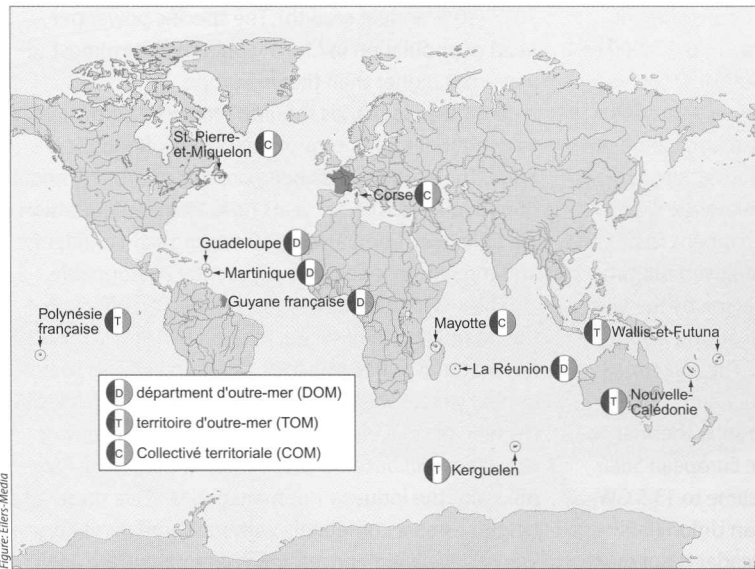 St. Pierre-
et-Miquelon
C
Corse
C
Guadeloupe
D
Martinique
D
Guyane française
D
Polynésie
française
T
Mayotte
C
T
Wallis-et-Futuna
La Réunion
D
T
Nouvelle-
Calédonie
T
Kerguelen
D
départment d'outre-mer (DOM)
T
territoire d'outre-mer (TOM)
C
Collectivé territoriale (COM)
Figure: Eilers-Media